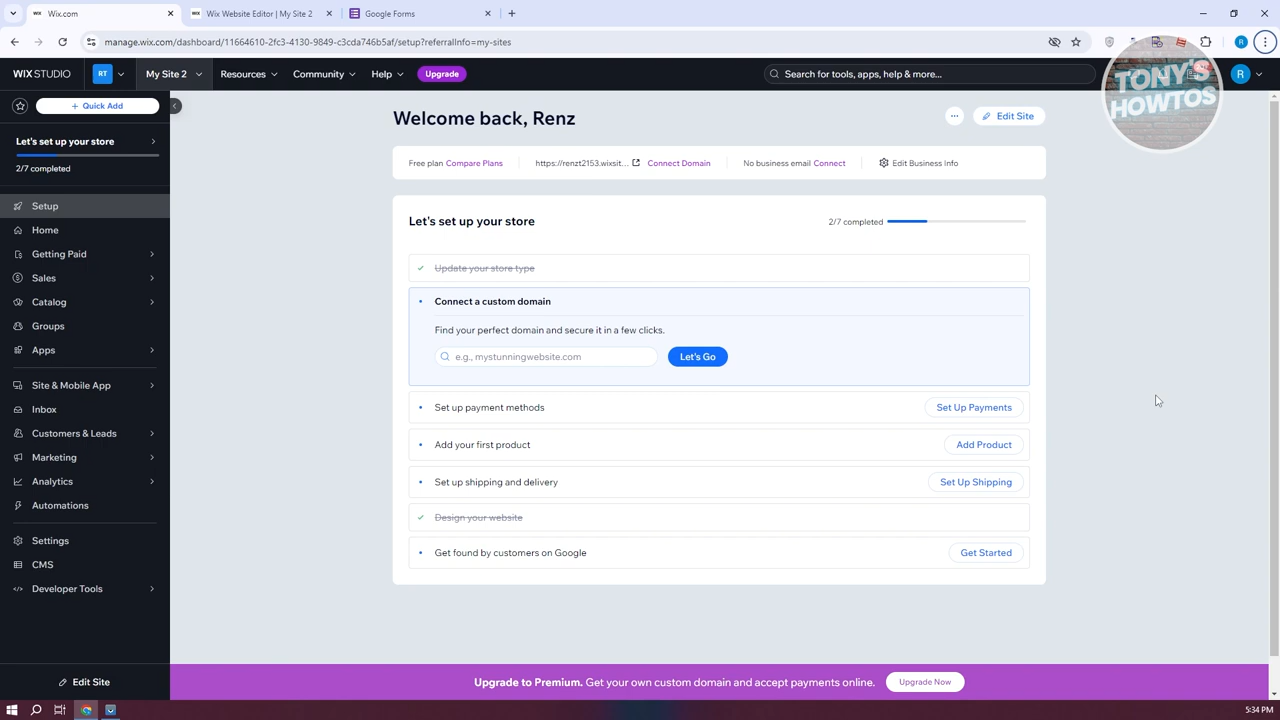 Wix.com
Wix Website Editor | My Site 2
Google Forms
manage.wix.com/dashboard/11664610-2fc3-4130-9849-c3cda746b5af/setup?referralInfo=my-sites
R
WIX STUDIO
RT
My Site 2
Resources
Community
Help
Upgrade
Search for tools, apps, help & more...
R
TONY'S
HOWTOS
Quick Add
Let's set up your store
2/7 completed
Setup
Home
Getting Paid
Sales
Catalog
Groups
Apps
Site & Mobile App
Inbox
Customers & Leads
Marketing
Analytics
Automations
Settings
CMS
Developer Tools
Edit Site
Welcome back, Renz
Edit Site
Free plan Compare Plans
https://renzt2153.wixsit... Connect Domain
No business email Connect
Edit Business Info
Let's set up your store
2/7 completed
Update your store type
Connect a custom domain
Find your perfect domain and secure it in a few clicks.
e.g., mystunningwebsite.com
Let's Go
Set up payment methods
Set Up Payments
Add your first product
Add Product
Set up shipping and delivery
Set Up Shipping
Design your website
Get found by customers on Google
Get Started
Upgrade to Premium. Get your own custom domain and accept payments online.
Upgrade Now
5:34 PM